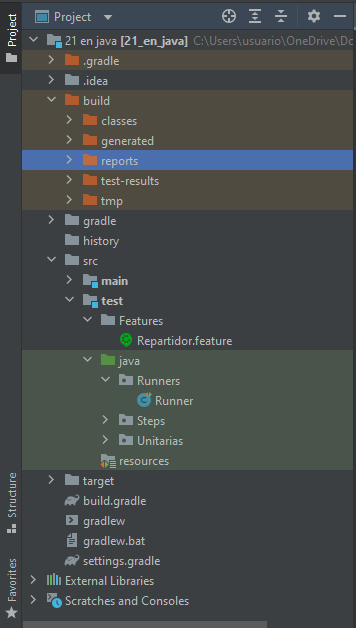 Project
Project
21 en java [21_en_java] C:\Users\usuario\OneDrive\Do
.gradle
.idea
build
classes
generated
reports
test-results
tmp
gradle
history
src
main
test
Features
Repartidor.feature
java
Runners
Runner
Steps
Unitarias
resources
target
build.gradle
gradlew
gradlew.bat
settings.gradle
External Libraries
Scratches and Consoles
Structure
Favorites